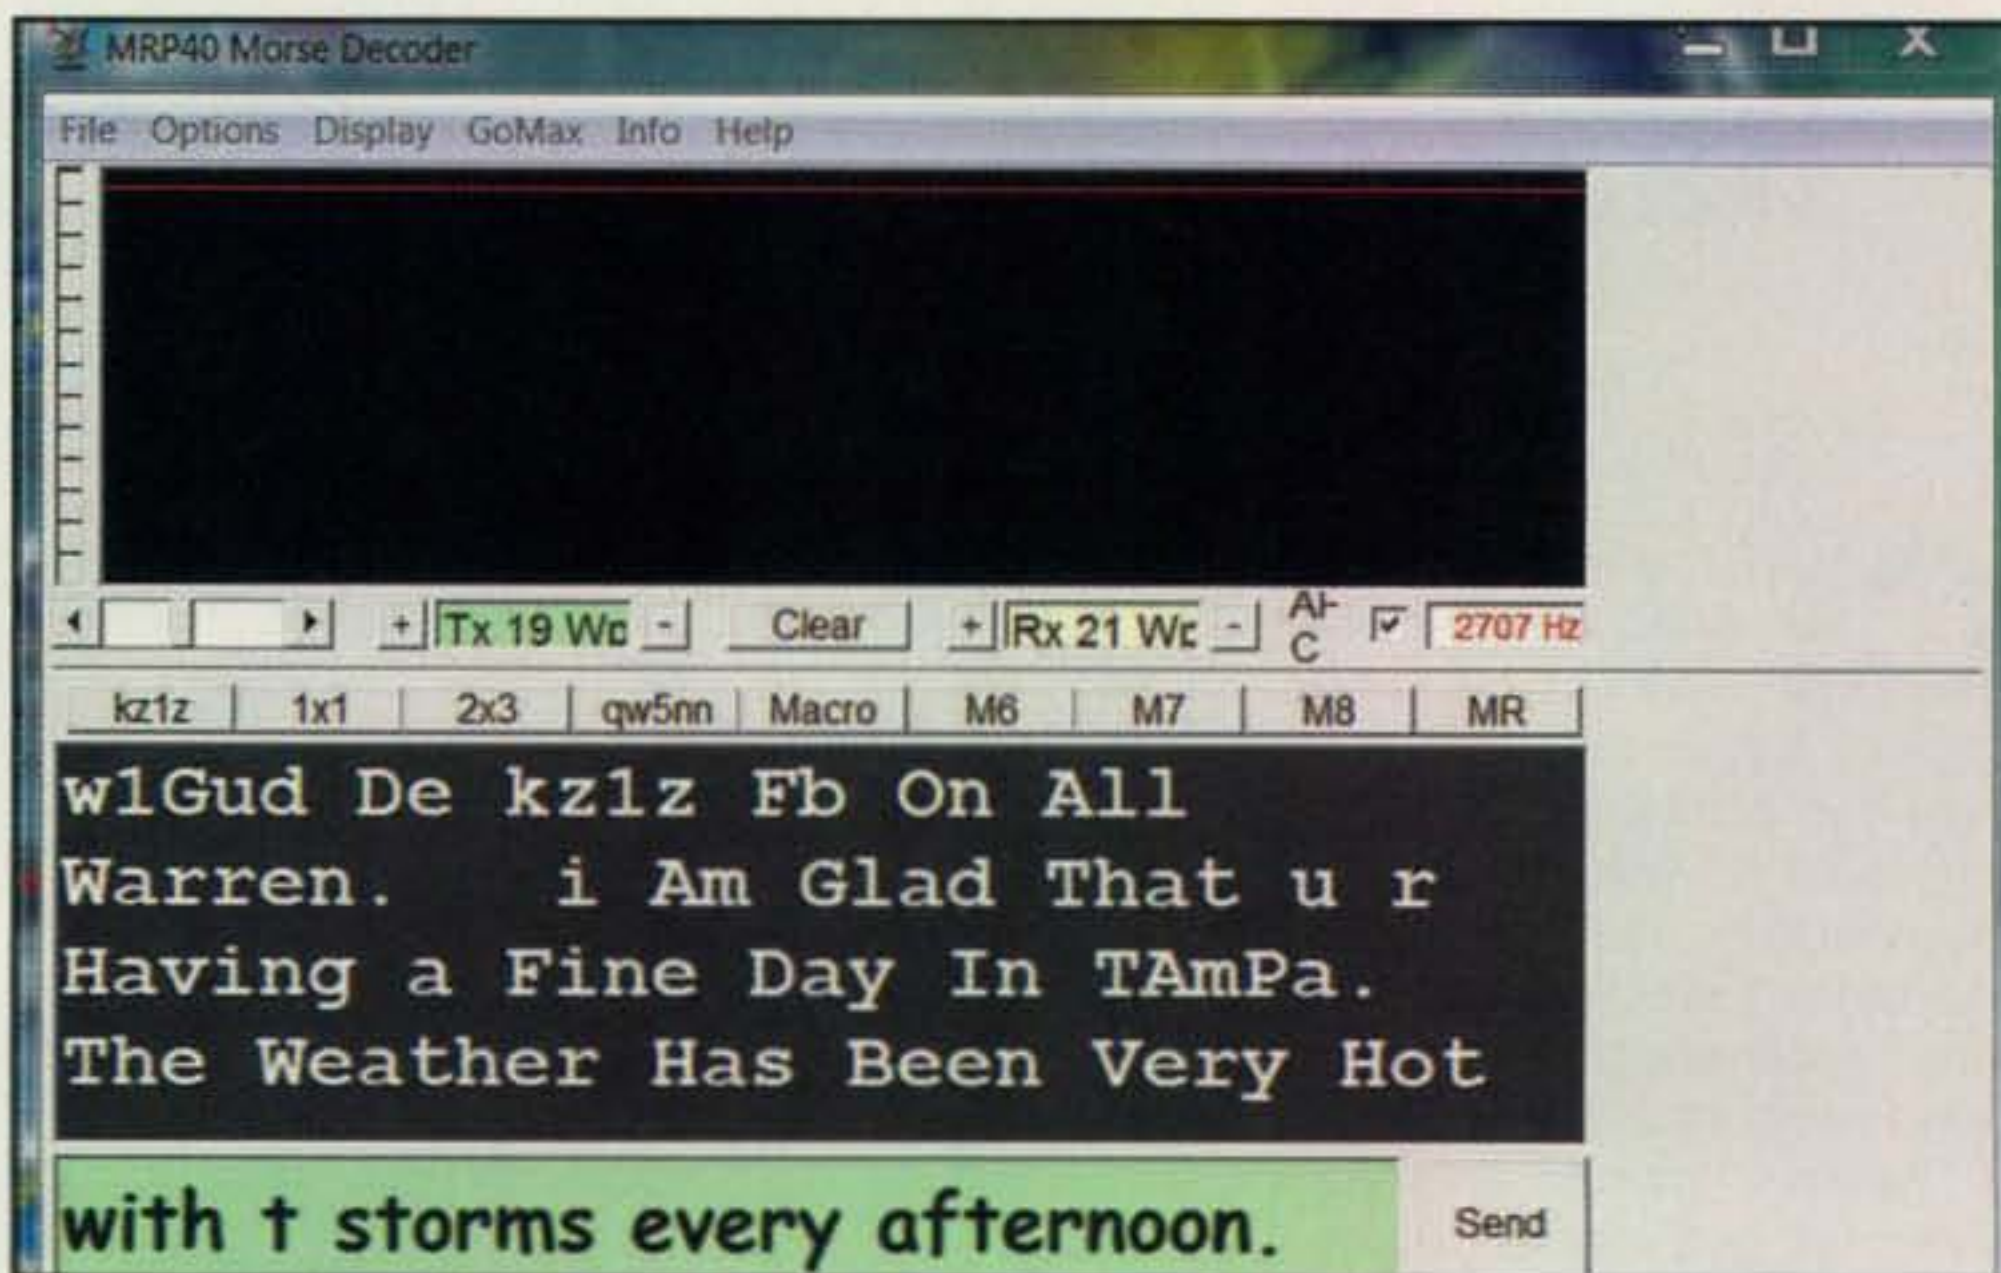 MRP40 Morse Decoder
File Options Display GoMax Info Help
+ Tx 19 Wp - Clear + Rx 21 Wp - AFC 2707 Hz
kz1z 1x1 2x3 qw5nn Macro M6 M7 M8 MR
w1Gud De kz1z Fb On All
Warren. i Am Glad That u r
Having a Fine Day In TAmPa.
The Weather Has Been Very Hot
with t storms every afternoon. Send